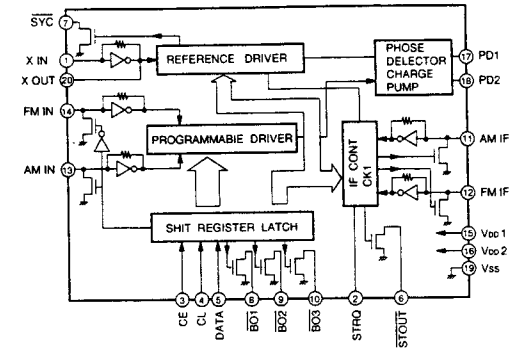 SYC
7
X IN
1
X OUT
20
FM IN
14
AM IN
13
REFERENCE DRIVER
PROGRAMMABIE DRIVER
SHIT REGISTER LATCH
PHOSE
DELECTOR
CHARGE
PUMP
IF CONT
CK1
17
PD1
18
PD2
11
AM IF
12
FM IF
15
VDD 1
16
VDD 2
19
VSS
3
4
5
8
9
10
2
6
CE
CL
DATA
BO1
BO2
BO3
STRQ
STOUT